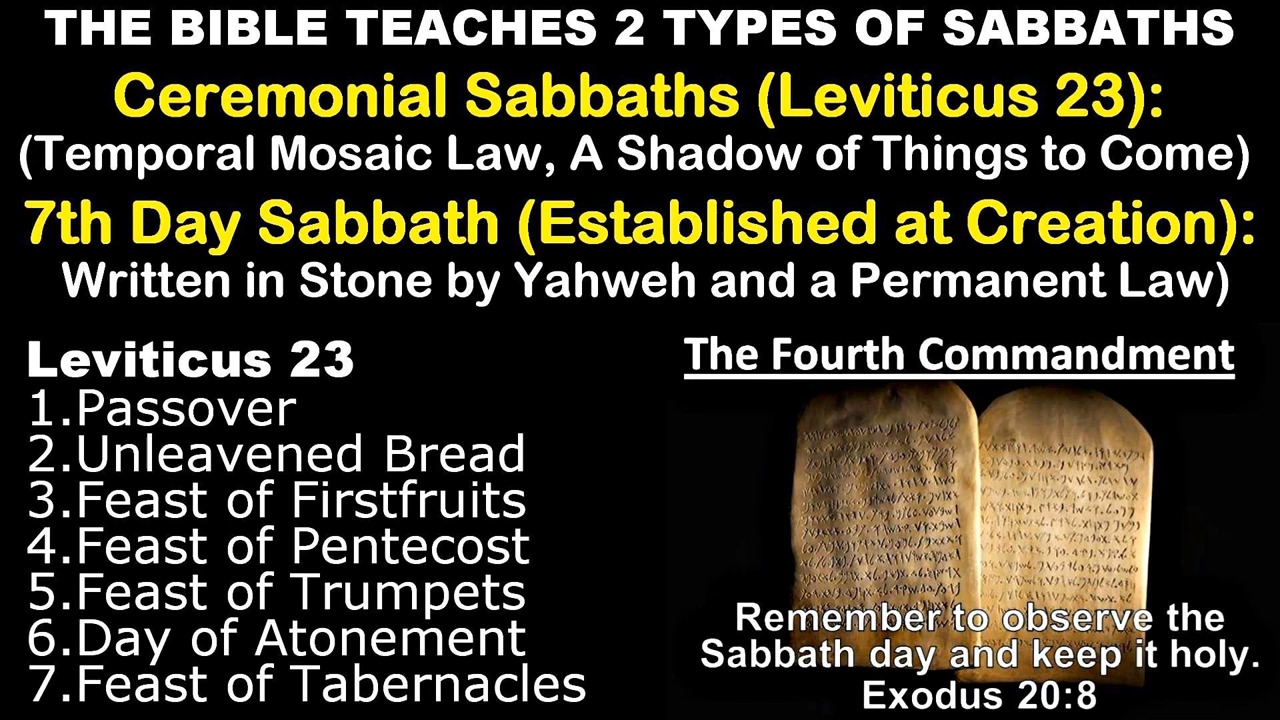 THE BIBLE TEACHES 2 TYPES OF SABBATHS
Ceremonial Sabbaths (Leviticus 23):
(Temporal Mosaic Law, A Shadow of Things to Come)
7th Day Sabbath (Established at Creation):
Written in Stone by Yahweh and a Permanent Law)
Leviticus 23
1.Passover
2.Unleavened Bread
3.Feast of Firstfruits
4.Feast of Pentecost
5.Feast of Trumpets
6.Day of Atonement
7.Feast of Tabernacles
The Fourth Commandment
Remember to observe the
Sabbath day and keep it holy.
Exodus 20:8